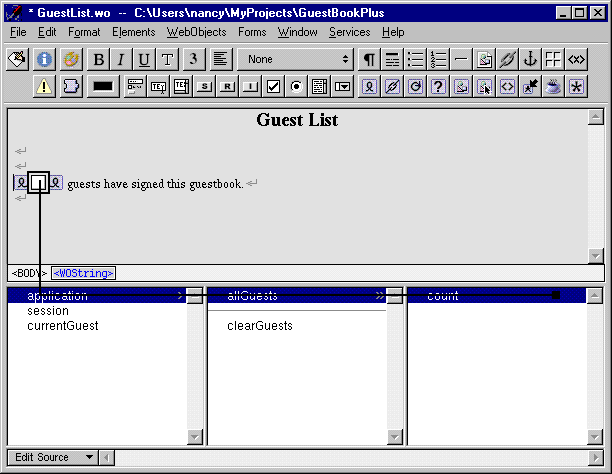 * GuestList.wo -- C:\Users\nancy\MyProjects\GuestBookPlus
File Edit Format Elements WebObjects Forms Window Services Help
B I U T 3 None
S R I
Guest List
guests have signed this guestbook.
<BODY> <WOString>
application > allGuests >> count
session
currentGuest clearGuests
Edit Source